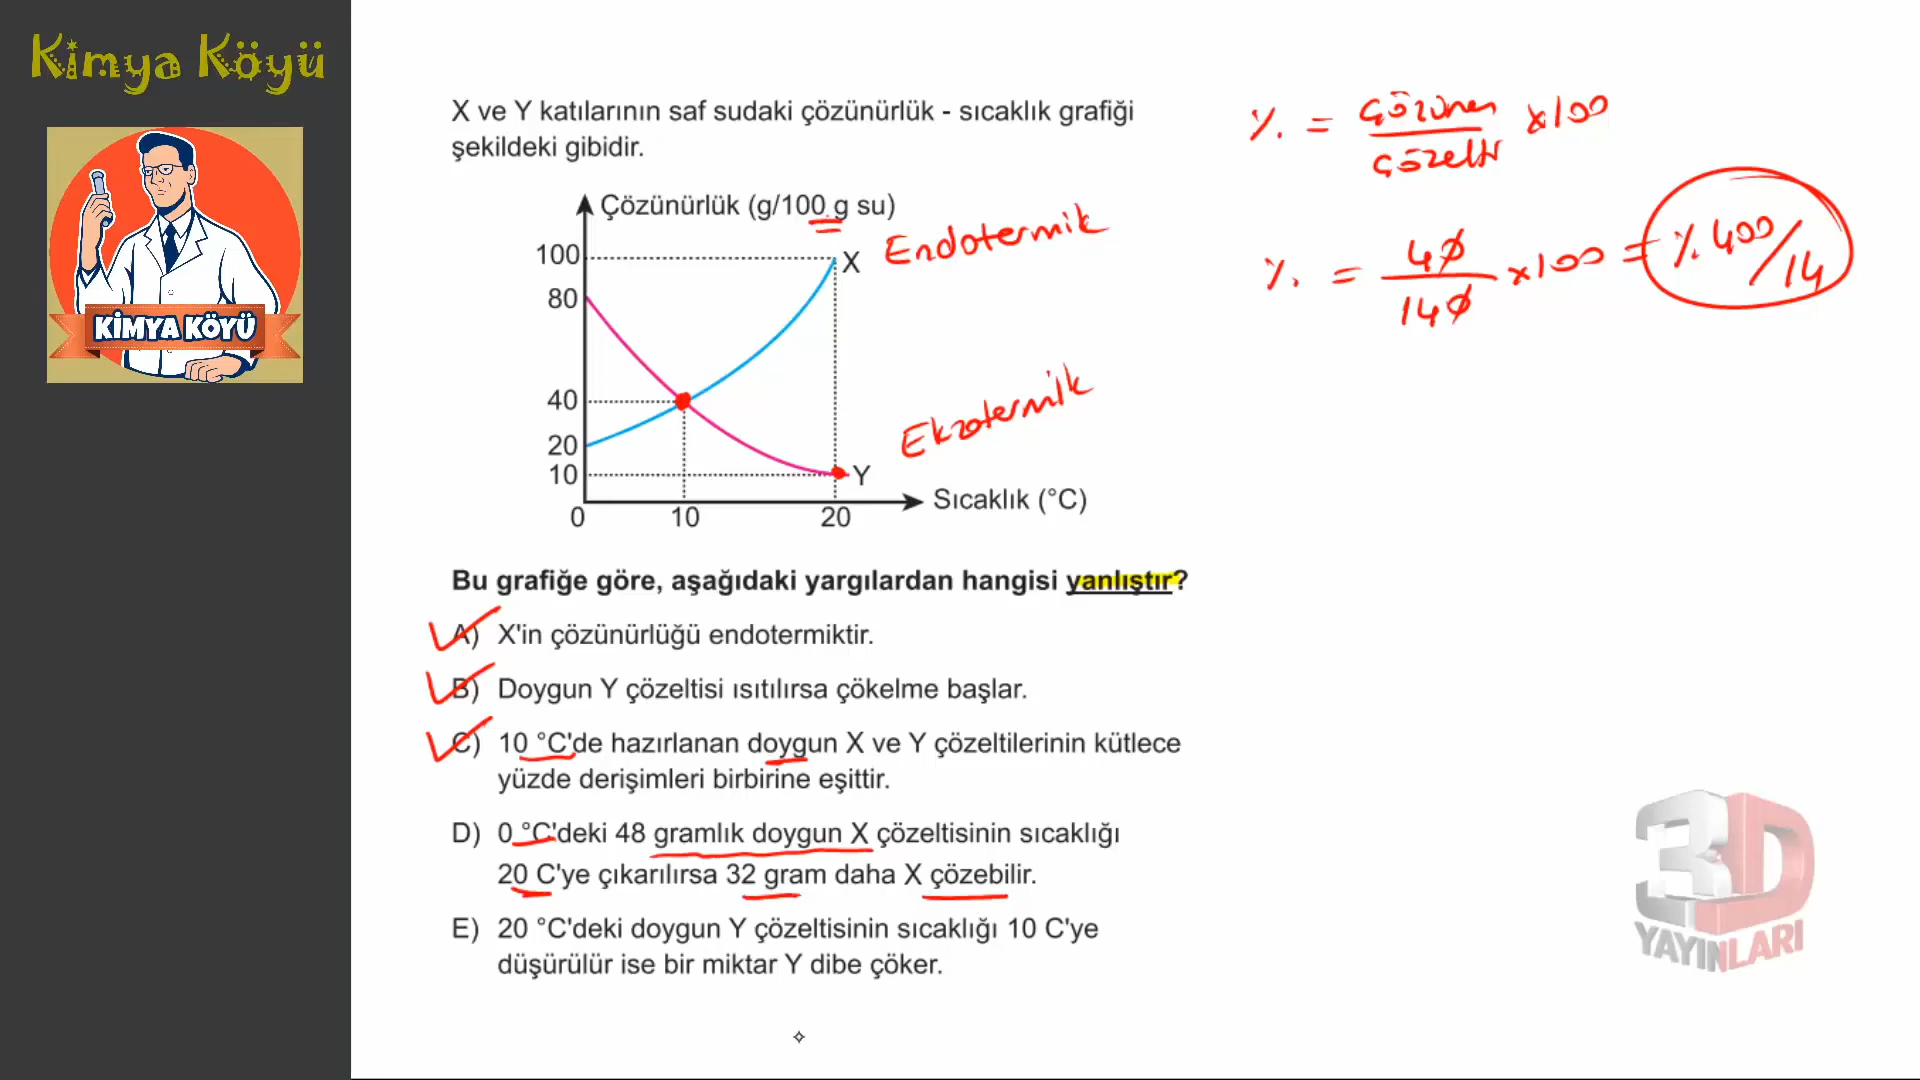 Kimya Köyü
KİMYA KÖYÜ
X ve Y katılarının saf sudaki çözünürlük - sıcaklık grafiği
şekildeki gibidir.
Çözünürlük (g/100 g su)
100
X
80
40
20
10
Y
Sıcaklık (°C)
0
10
20
Endotermik
Ekzotermik
%. = çözünen / çözelti x100
%. = 40 / 140 x100 = %400/14
Bu grafiğe göre, aşağıdaki yargılardan hangisi yanlıştır?
A) X'in çözünürlüğü endotermiktir.
B) Doygun Y çözeltisi ısıtılırsa çökelme başlar.
C) 10 °C'de hazırlanan doygun X ve Y çözeltilerinin kütlece
yüzde derişimleri birbirine eşittir.
D) 0 °C'deki 48 gramlık doygun X çözeltisinin sıcaklığı
20 C'ye çıkarılırsa 32 gram daha X çözebilir.
E) 20 °C'deki doygun Y çözeltisinin sıcaklığı 10 C'ye
düşürülür ise bir miktar Y dibe çöker.
3D
YAYINLARI